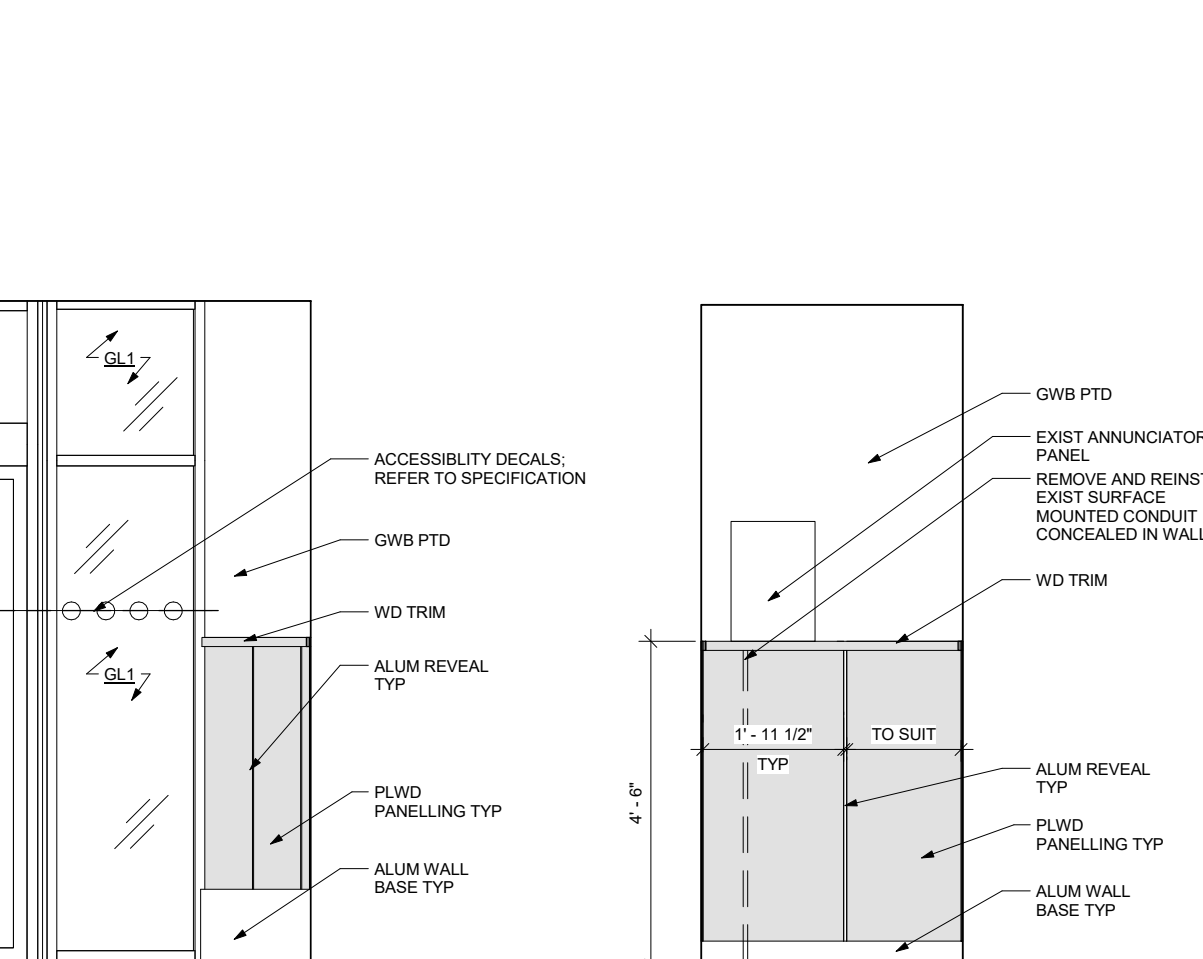 GL1
ACCESSIBLITY DECALS;
REFER TO SPECIFICATION
GWB PTD
WD TRIM
GL1
ALUM REVEAL
TYP
PLWD
PANELLING TYP
ALUM WALL
BASE TYP
GWB PTD
EXIST ANNUNCIATOR
PANEL
REMOVE AND REINST
EXIST SURFACE
MOUNTED CONDUIT
CONCEALED IN WALL
WD TRIM
1' - 11 1/2"
TYP
TO SUIT
4' - 6"
ALUM REVEAL
TYP
PLWD
PANELLING TYP
ALUM WALL
BASE TYP